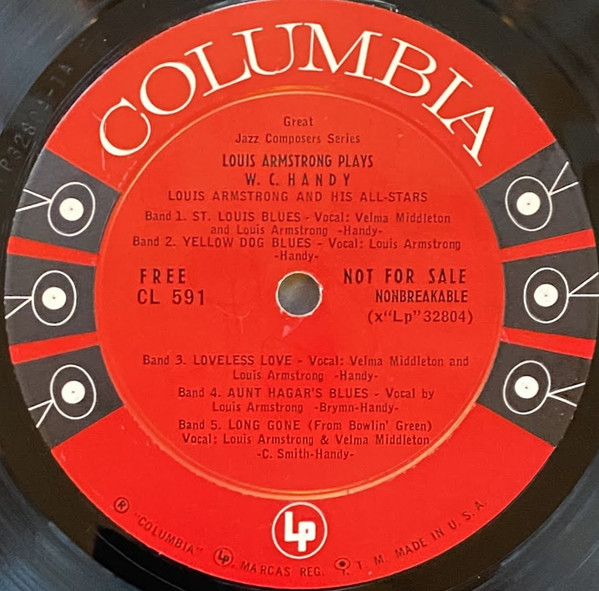 COLUMBIA
Great
Jazz Composers Series
LOUIS ARMSTRONG PLAYS
W. C. HANDY
LOUIS ARMSTRONG AND HIS ALL-STARS
Band 1. ST. LOUIS BLUES - Vocal: Velma Middleton
and Louis Armstrong -Handy-
Band 2. YELLOW DOG BLUES - Vocal: Louis Armstrong
-Handy-
FREE NOT FOR SALE
CL 591 NONBREAKABLE
(x"Lp"32804)
Band 3. LOVELESS LOVE - Vocal: Velma Middleton and
Louis Armstrong -Handy-
Band 4. AUNT HAGAR'S BLUES - Vocal by
Louis Armstrong -Brymn-Handy-
Band 5. LONG GONE (From Bowlin' Green)
Vocal: Louis Armstrong & Velma Middleton
-C. Smith-Handy-
Lp
® "COLUMBIA" Lp, MARCAS REG. T. M. MADE IN U. S. A.